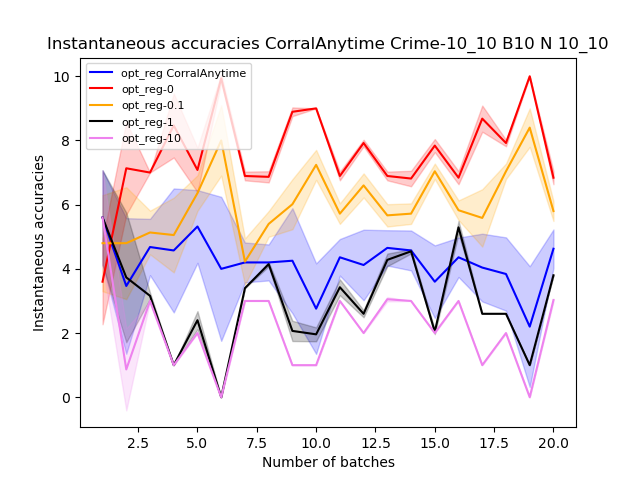 Instantaneous accuracies CorralAnytime Crime-10_10 B10 N 10_10
opt_reg CorralAnytime
opt_reg-0
opt_reg-0.1
opt_reg-1
opt_reg-10
Instantaneous accuracies
10
8
6
4
2
0
2.5 5.0 7.5 10.0 12.5 15.0 17.5 20.0
Number of batches